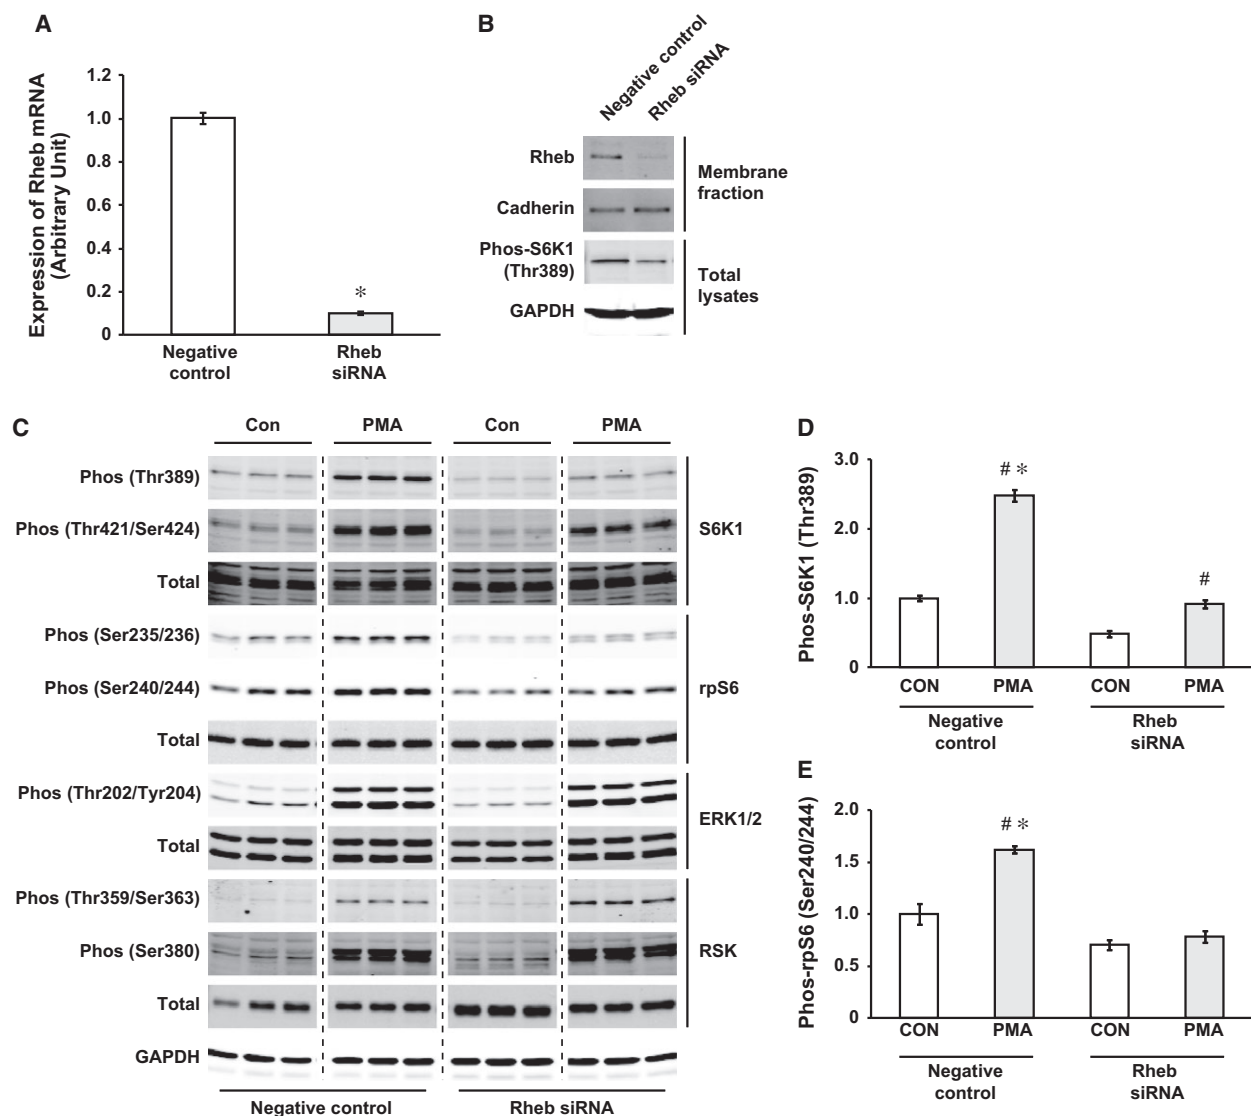 A
Expression of Rheb mRNA
(Arbitrary Unit)
1.2
1.0
0.8
0.6
0.4
0.2
0
*
Negative
control
Rheb
siRNA
B
Negative control
Rheb siRNA
Rheb
Cadherin
Phos-S6K1
(Thr389)
GAPDH
Membrane
fraction
Total
lysates
C
Con
PMA
Con
PMA
Phos (Thr389)
Phos (Thr421/Ser424)
Total
S6K1
Phos (Ser235/236)
Phos (Ser240/244)
Total
rpS6
Phos (Thr202/Tyr204)
Total
ERK1/2
Phos (Thr359/Ser363)
Phos (Ser380)
Total
RSK
GAPDH
Negative control
Rheb siRNA
D
Phos-S6K1 (Thr389)
3.0
2.0
1.0
0
# *
#
CON
PMA
CON
PMA
Negative
control
Rheb
siRNA
E
Phos-rpS6 (Ser240/244)
2.0
1.5
1.0
0.5
0
# *
CON
PMA
CON
PMA
Negative
control
Rheb
siRNA